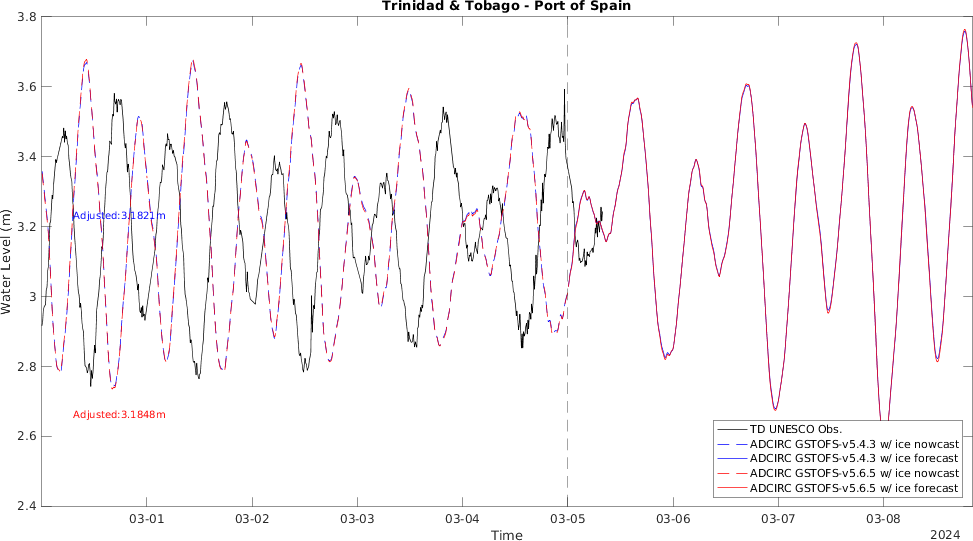 Trinidad & Tobago - Port of Spain
3.8
3.6
3.4
3.2
3
2.8
2.6
2.4
Water Level (m)
Adjusted:3.1821m
Adjusted:3.1848m
TD UNESCO Obs.
ADCIRC GSTOFS-v5.4.3 w/ ice nowcast
ADCIRC GSTOFS-v5.4.3 w/ ice forecast
ADCIRC GSTOFS-v5.6.5 w/ ice nowcast
ADCIRC GSTOFS-v5.6.5 w/ ice forecast
03-01 03-02 03-03 03-04 03-05 03-06 03-07 03-08
Time
2024